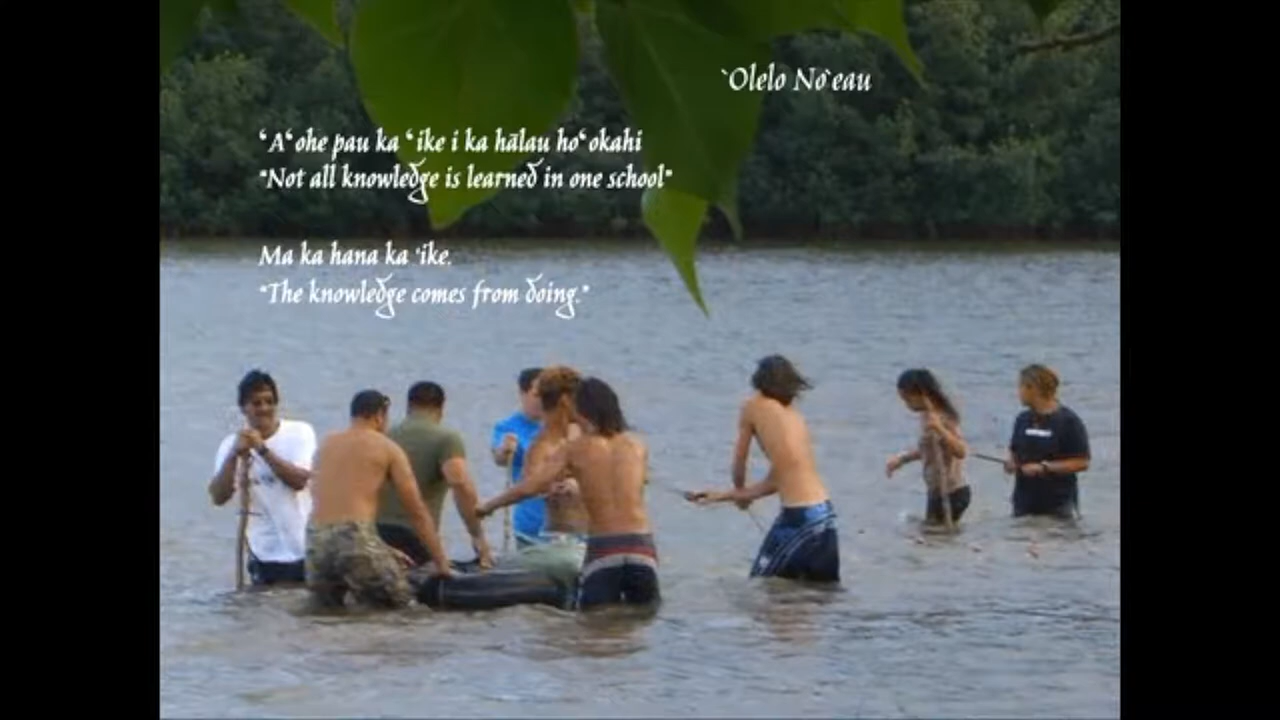 `Olelo No`eau
ʻAʻohe pau ka ʻike i ka hālau hoʻokahi
"Not all knowledge is learned in one school"
Ma ka hana ka ‘ike.
"The knowledge comes from doing."